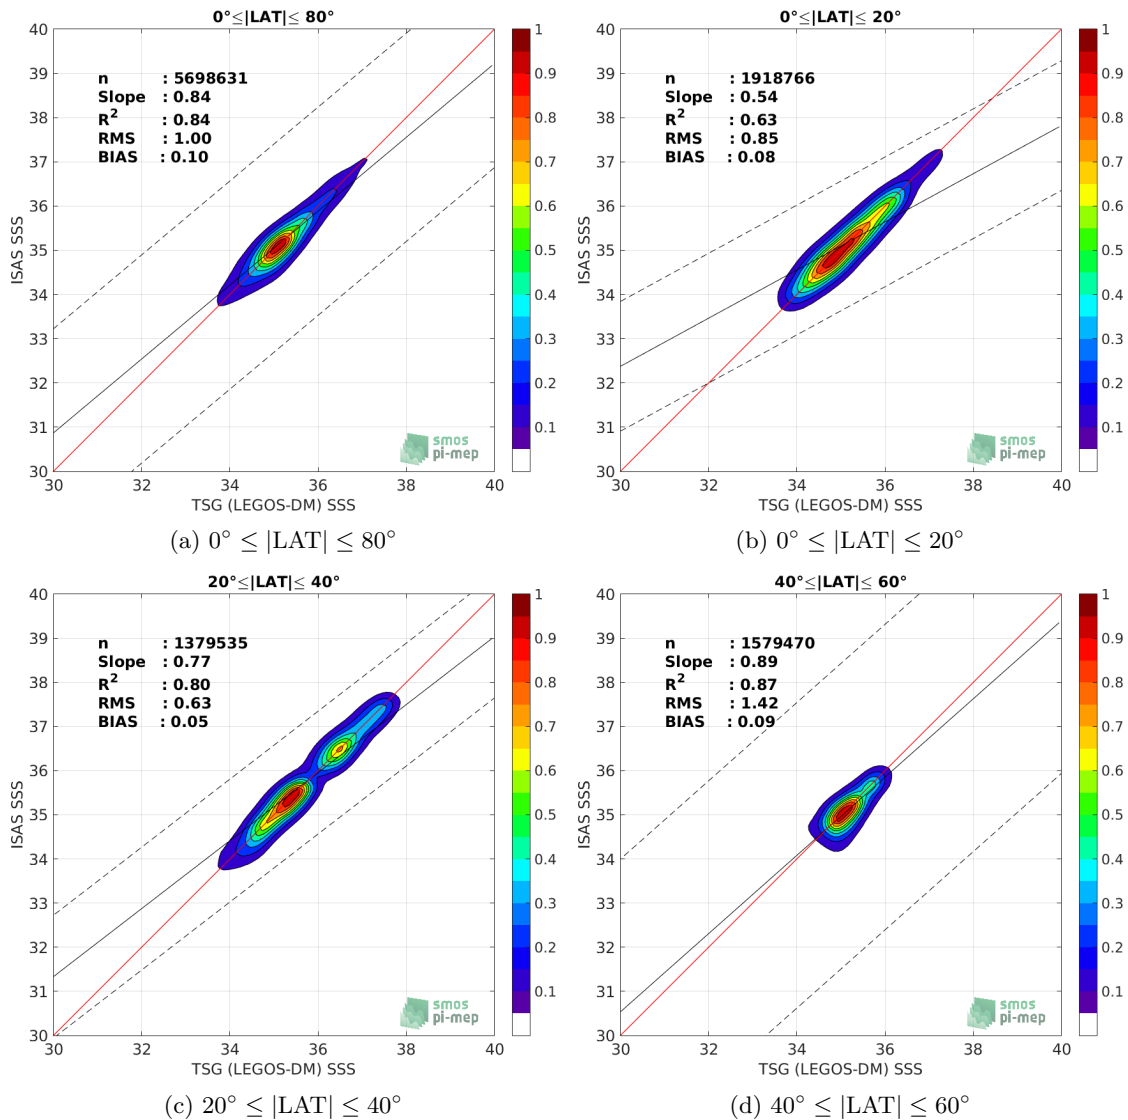 0°≤|LAT|≤ 80°
40
39
38
37
36
35
34
33
32
31
30
ISAS SSS
n : 5698631
Slope : 0.84
R2 : 0.84
RMS : 1.00
BIAS : 0.10
smos
pi-mep
30 32 34 36 38 40
TSG (LEGOS-DM) SSS
1
0.9
0.8
0.7
0.6
0.5
0.4
0.3
0.2
0.1
(a) 0° ≤ |LAT| ≤ 80°
0°≤|LAT|≤ 20°
40
39
38
37
36
35
34
33
32
31
30
ISAS SSS
n : 1918766
Slope : 0.54
R2 : 0.63
RMS : 0.85
BIAS : 0.08
smos
pi-mep
30 32 34 36 38 40
TSG (LEGOS-DM) SSS
1
0.9
0.8
0.7
0.6
0.5
0.4
0.3
0.2
0.1
(b) 0° ≤ |LAT| ≤ 20°
20°≤|LAT|≤ 40°
40
39
38
37
36
35
34
33
32
31
30
ISAS SSS
n : 1379535
Slope : 0.77
R2 : 0.80
RMS : 0.63
BIAS : 0.05
smos
pi-mep
30 32 34 36 38 40
TSG (LEGOS-DM) SSS
1
0.9
0.8
0.7
0.6
0.5
0.4
0.3
0.2
0.1
(c) 20° ≤ |LAT| ≤ 40°
40°≤|LAT|≤ 60°
40
39
38
37
36
35
34
33
32
31
30
ISAS SSS
n : 1579470
Slope : 0.89
R2 : 0.87
RMS : 1.42
BIAS : 0.09
smos
pi-mep
30 32 34 36 38 40
TSG (LEGOS-DM) SSS
1
0.9
0.8
0.7
0.6
0.5
0.4
0.3
0.2
0.1
(d) 40° ≤ |LAT| ≤ 60°